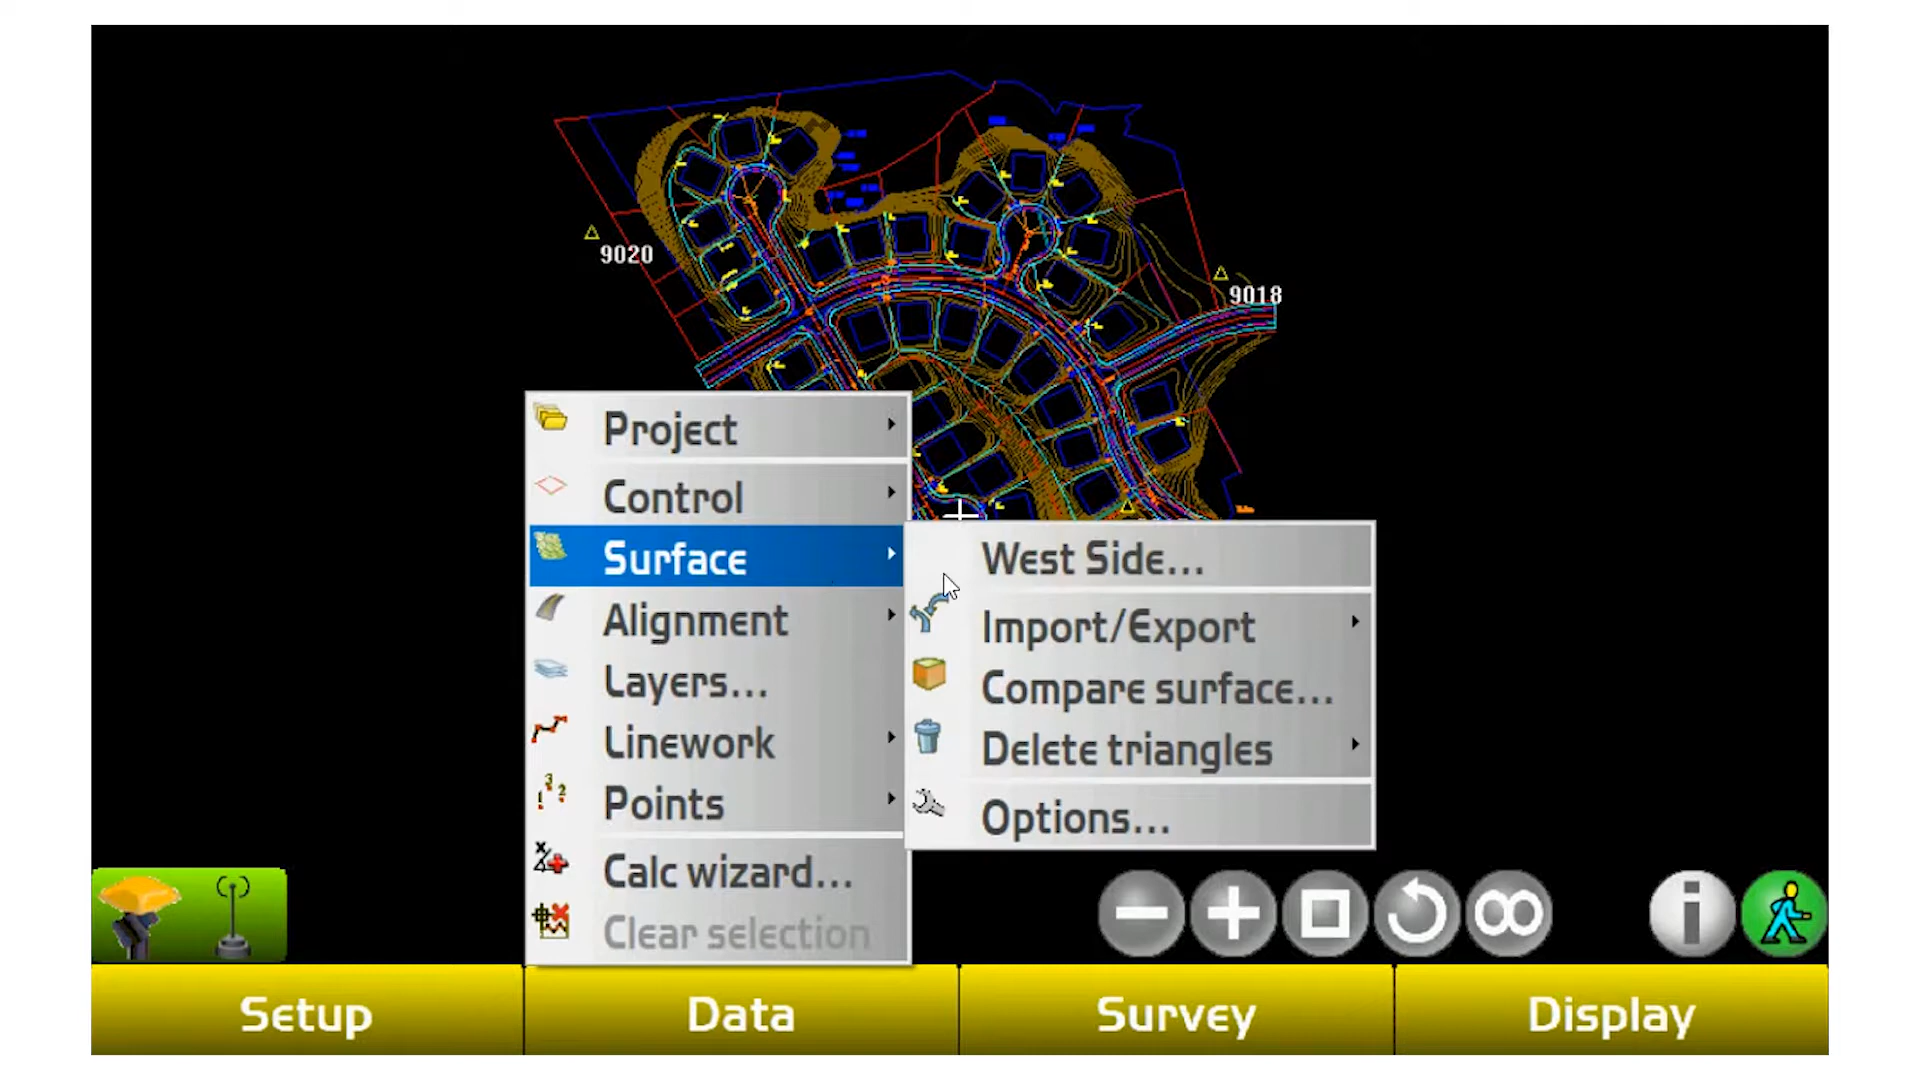 9020
9018
Project
Control
Surface
Alignment
Layers...
Linework
Points
Calc wizard...
Clear selection
West Side...
Import/Export
Compare surface...
Delete triangles
Options...
Setup
Data
Survey
Display